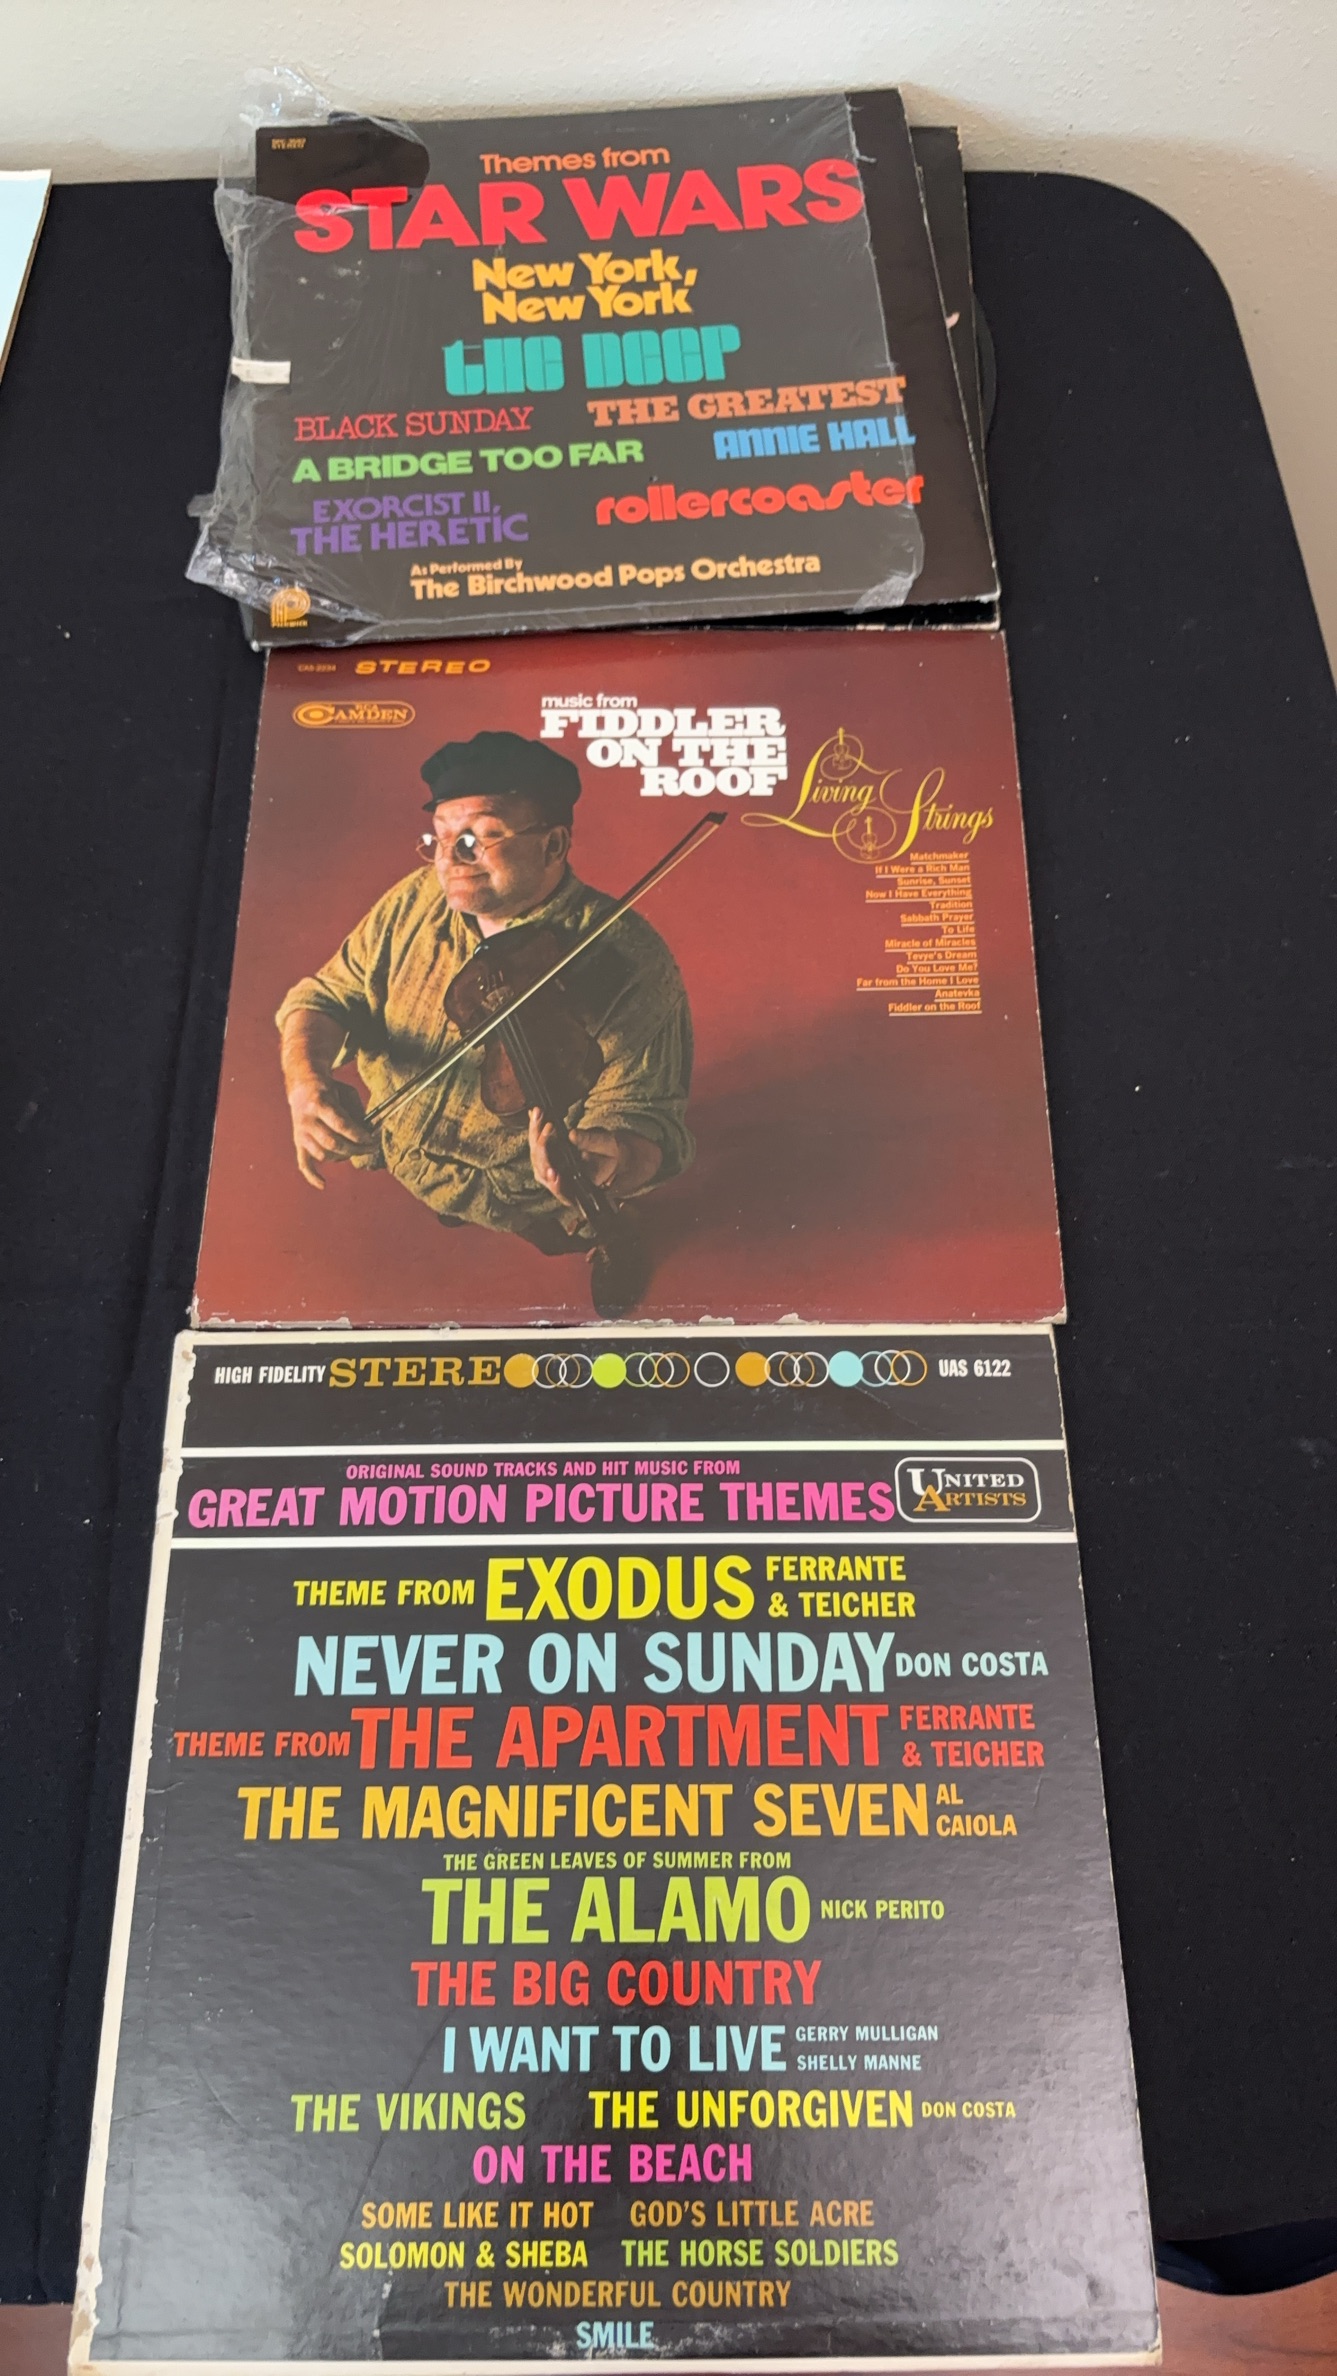 STEREO
Themes from
STAR WARS
New York,
New York
THE DEEP
BLACK SUNDAY
THE GREATEST
A BRIDGE TOO FAR
ANNIE HALL
EXORCIST II,
THE HERETIC
rollercoaster
As Performed By
The Birchwood Pops Orchestra
PICKWICK
CAS-2234
STEREO
RCA
CAMDEN
music from
FIDDLER
ON THE
ROOF
Living Strings
Matchmaker
If I Were a Rich Man
Sunrise, Sunset
Now I Have Everything
Tradition
Sabbath Prayer
To Life
Miracle of Miracles
Tevye's Dream
Do You Love Me?
Far from the Home I Love
Anatevka
Fiddler on the Roof
HIGH FIDELITY STEREO UAS 6122
ORIGINAL SOUND TRACKS AND HIT MUSIC FROM
GREAT MOTION PICTURE THEMES
UNITED
ARTISTS
THEME FROM EXODUS FERRANTE
& TEICHER
NEVER ON SUNDAY DON COSTA
THEME FROM THE APARTMENT FERRANTE
& TEICHER
THE MAGNIFICENT SEVEN AL
CAIOLA
THE GREEN LEAVES OF SUMMER FROM
THE ALAMO NICK PERITO
THE BIG COUNTRY
I WANT TO LIVE GERRY MULLIGAN
SHELLY MANNE
THE VIKINGS THE UNFORGIVEN DON COSTA
ON THE BEACH
SOME LIKE IT HOT GOD'S LITTLE ACRE
SOLOMON & SHEBA THE HORSE SOLDIERS
THE WONDERFUL COUNTRY
SMILE